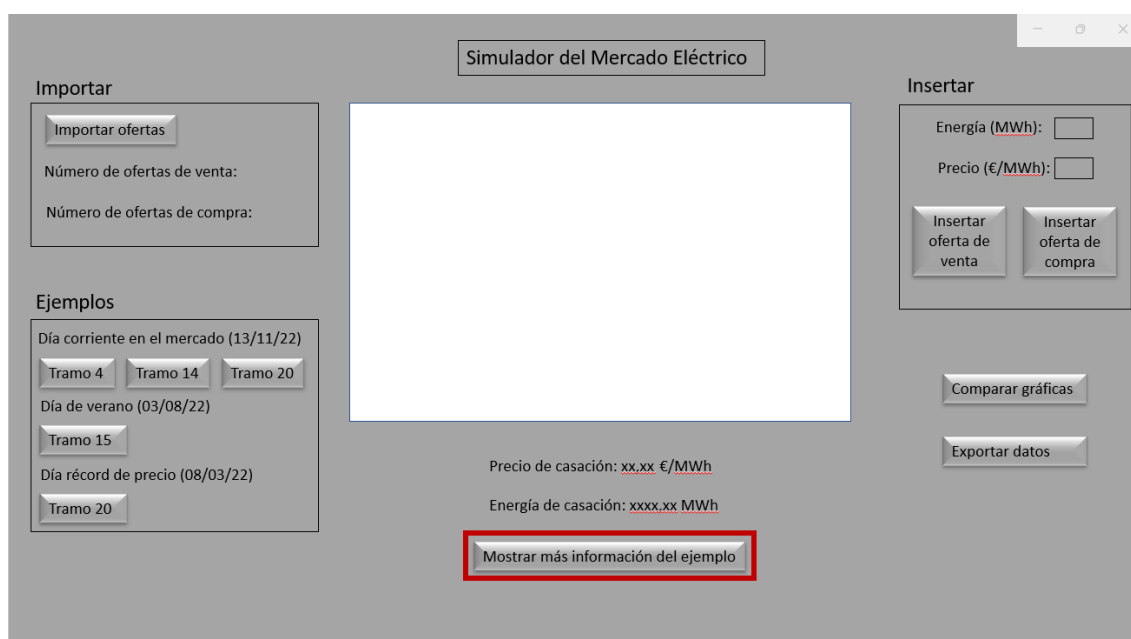 Simulador del Mercado Eléctrico
Importar
Importar ofertas
Número de ofertas de venta:
Número de ofertas de compra:
Ejemplos
Día corriente en el mercado (13/11/22)
Tramo 4 Tramo 14 Tramo 20
Día de verano (03/08/22)
Tramo 15
Día récord de precio (08/03/22)
Tramo 20
Precio de casación: xx,xx €/MWh
Energía de casación: xxxx,xx MWh
Mostrar más información del ejemplo
Insertar
Energía (MWh):
Precio (€/MWh):
Insertar
oferta de
venta
Insertar
oferta de
compra
Comparar gráficas
Exportar datos